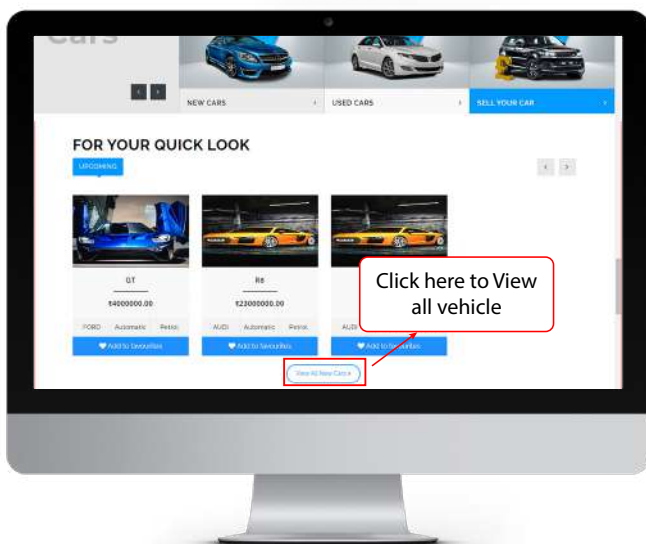 Cars
NEW CARS
USED CARS
SELL YOUR CAR
FOR YOUR QUICK LOOK
UPCOMING
GT
R8
₹4000000.00
₹23000000.00
FORD Automatic Petrol
AUDI Automatic Petrol
AUDI
Click here to View
all vehicle
Add to favourites
Add to favourites
Add to favourites
View All New Cars »